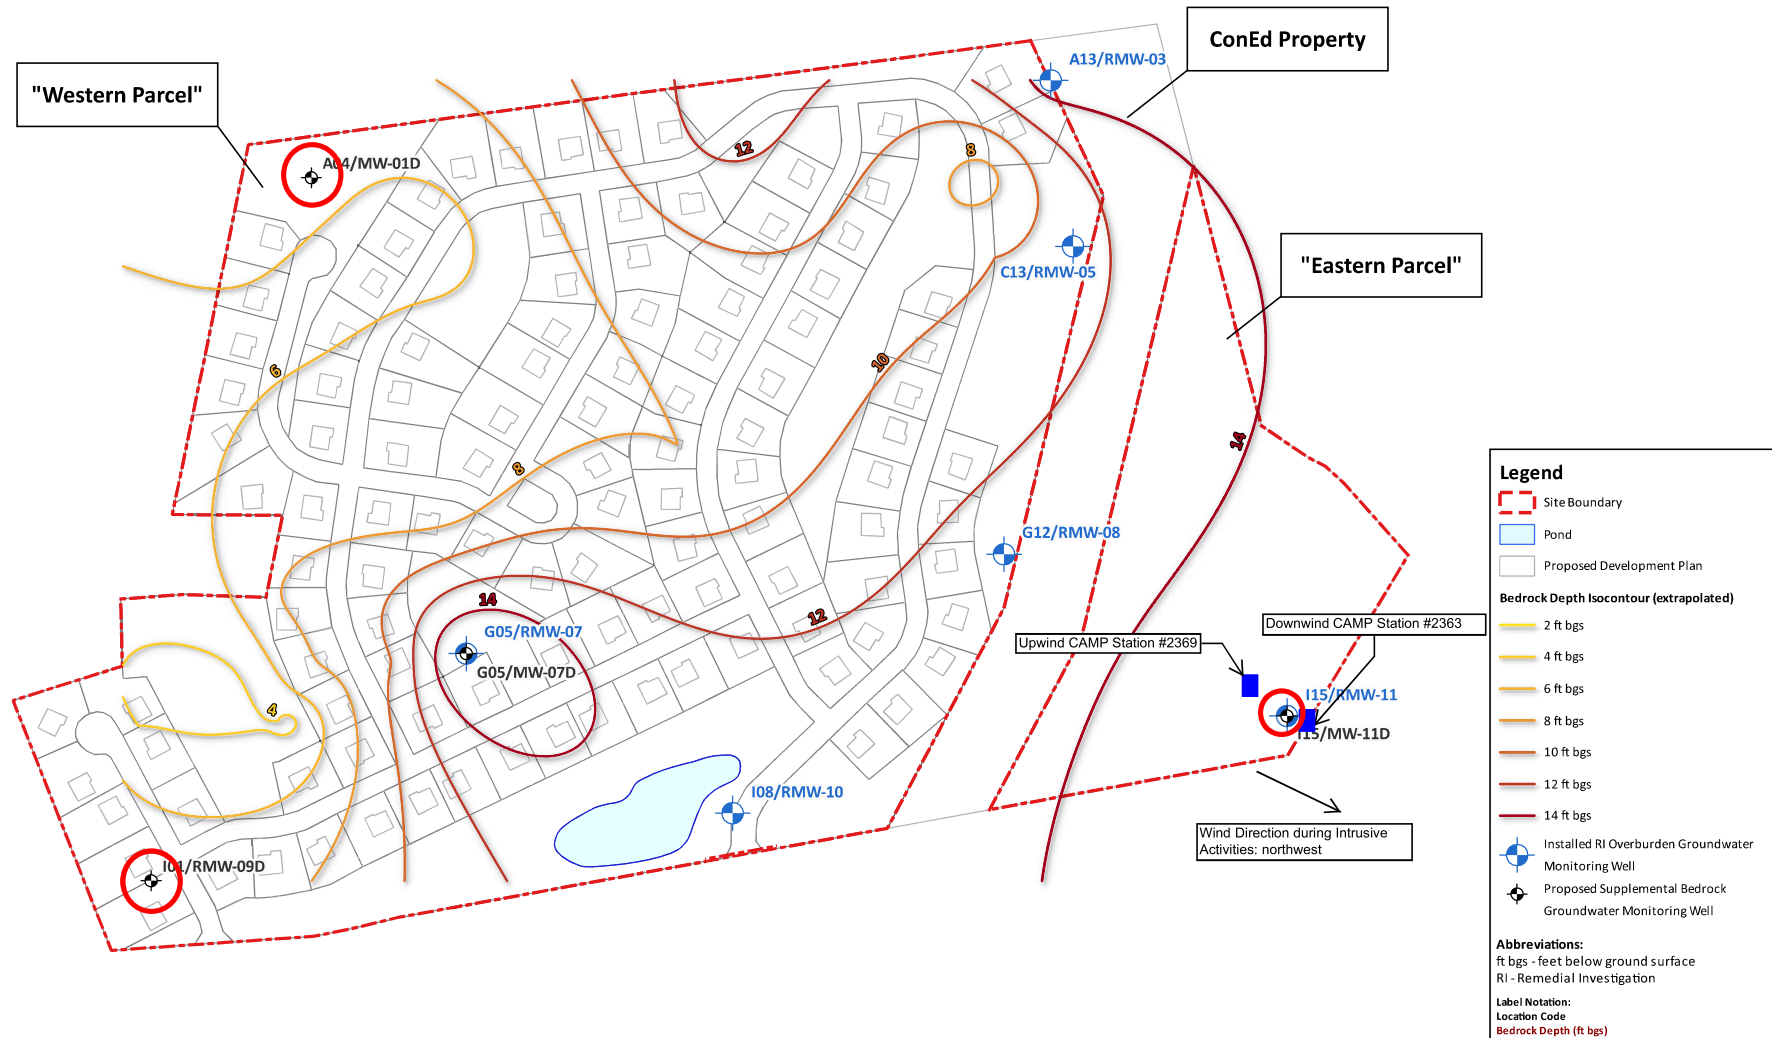 ConEd Property
A13/RMW-03
"Western Parcel"
12
8
A04/MW-01D
"Eastern Parcel"
C13/RMW-05
6
10
14
8
Legend
Site Boundary
G12/RMW-08
Pond
Proposed Development Plan
14
Bedrock Depth Isocontour (extrapolated)
12
2 ft bgs
Downwind CAMP Station #2363
G05/RMW-07
Upwind CAMP Station #2369
4 ft bgs
G05/MW-07D
6 ft bgs
I15/RMW-11
4
8 ft bgs
I15/MW-11D
10 ft bgs
12 ft bgs
I08/RMW-10
14 ft bgs
Wind Direction during Intrusive
Activities: northwest
Installed RI Overburden Groundwater
Monitoring Well
I01/RMW-09D
Proposed Supplemental Bedrock
Groundwater Monitoring Well
Abbreviations:
ft bgs - feet below ground surface
RI - Remedial Investigation
Label Notation:
Location Code
Bedrock Depth (ft bgs)